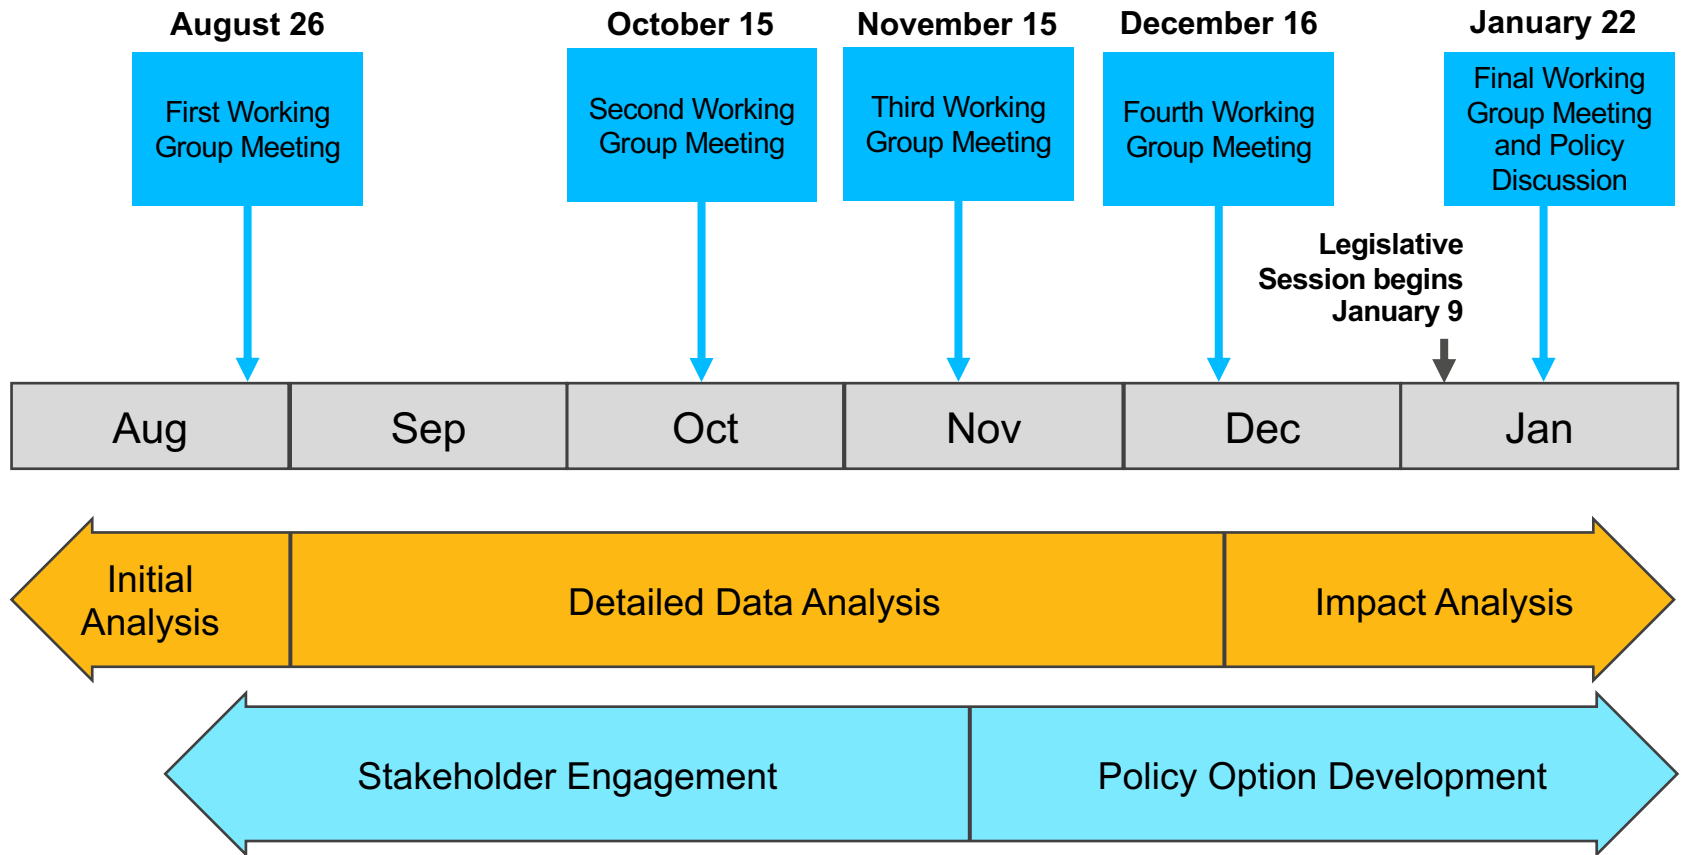 August 26
October 15
November 15
December 16
January 22
First Working
Group Meeting
Second Working
Group Meeting
Third Working
Group Meeting
Fourth Working
Group Meeting
Final Working
Group Meeting
and Policy
Discussion
Legislative
Session begins
January 9
Aug
Sep
Oct
Nov
Dec
Jan
Initial
Analysis
Detailed Data Analysis
Impact Analysis
Stakeholder Engagement
Policy Option Development